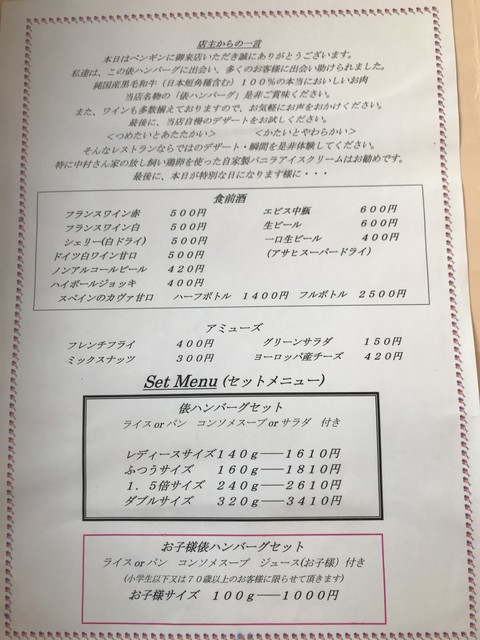 店主からの一言
本日はペンギンに御来店いただき誠にありがとうございます。
私達は、この俵ハンバーグに出会い、多くのお客様に出会い助けられました。
純国産黒毛和牛（日本短角種含む）１００％の本当においしいお肉
当店名物の「俵ハンバーグ」是非ご賞味ください。
また、ワインも多数揃えておりますので、お気軽にお声をおかけください。
最後に、当店自慢のデザートをお試しください。
＜つめたいとあたたかい＞ ＜かたいとやわらかい＞
そんなレストランならではのデザート・瞬間を是非体験してください。
特に中村さん家の放し飼い鶏卵を使った自家製バニラアイスクリームはお勧めです。
最後に、本日が特別な日になります様に・・・
食前酒
フランスワイン赤 ５００円 エビス中瓶 ６００円
フランスワイン白 ５００円 生ビール ６００円
シェリー(白ドライ) ５００円 一口生ビール ４００円
ドイツ白ワイン甘口 ５００円 （アサヒスーパードライ）
ノンアルコールビール ４２０円
ハイボールジョッキ ４００円
スペインのカヴァ甘口 ハーフボトル １４００円 フルボトル ２５００円
アミューズ
フレンチフライ ４００円 グリーンサラダ １５０円
ミックスナッツ ３００円 ヨーロッパ産チーズ ４２０円
Set Menu (セットメニュー)
俵ハンバーグセット
ライス or パン コンソメスープ or サラダ 付き
レディースサイズ１４０ｇ――１６１０円
ふつうサイズ １６０ｇ――１８１０円
１．５倍サイズ ２４０ｇ――２６１０円
ダブルサイズ ３２０ｇ――３４１０円
お子様俵ハンバーグセット
ライス or パン コンソメスープ ジュース(お子様) 付き
(小学生以下又は７０歳以上のお客様に限らせて頂きます)
お子様サイズ １００ｇ――１０００円